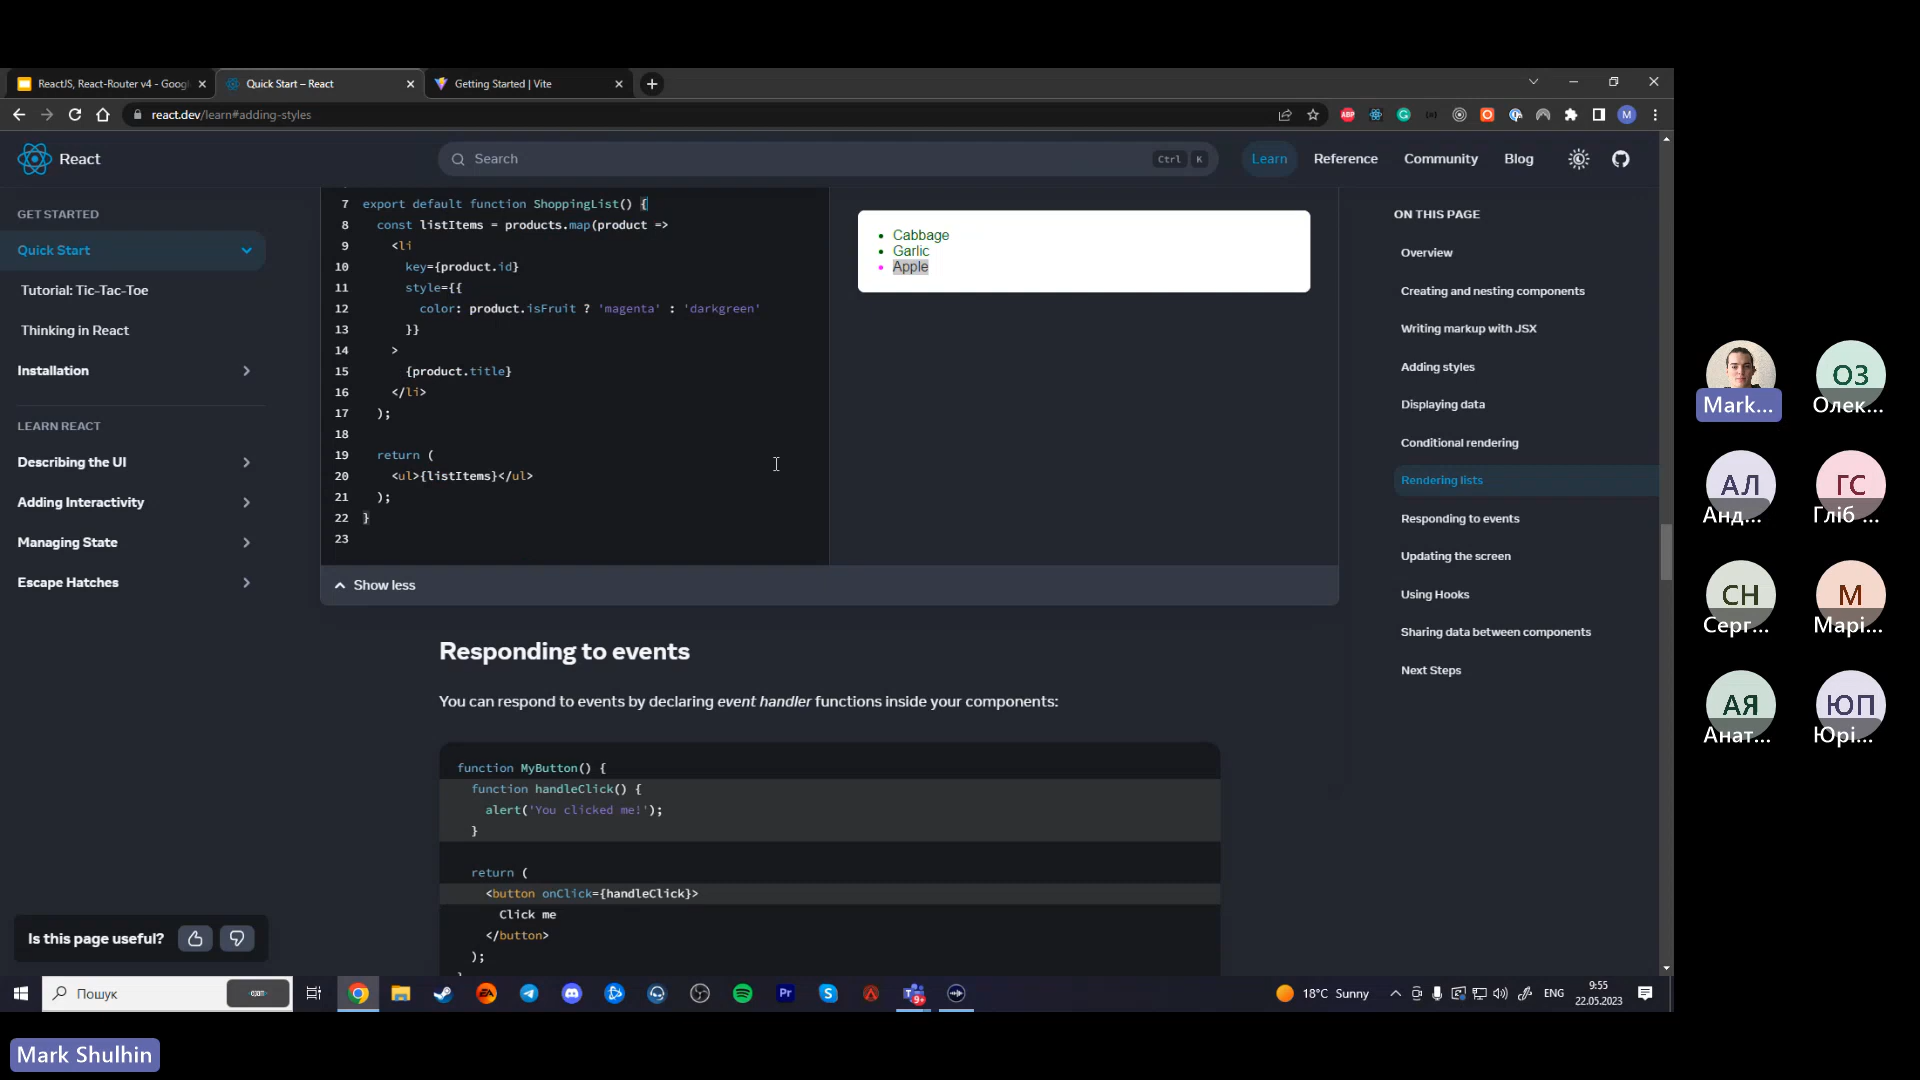 ReactJS, React-Router v4 - Googl
Quick Start – React
Getting Started | Vite
react.dev/learn#adding-styles
ABP
M
React
Search
Ctrl K
Learn
Reference
Community
Blog
GET STARTED
Quick Start
Tutorial: Tic-Tac-Toe
Thinking in React
Installation
LEARN REACT
Describing the UI
Adding Interactivity
Managing State
Escape Hatches
Is this page useful?
7 export default function ShoppingList() {
8 const listItems = products.map(product =>
9 <li
10 key={product.id}
11 style={{
12 color: product.isFruit ? 'magenta' : 'darkgreen'
13 }}
14 >
15 {product.title}
16 </li>
17 );
18
19 return (
20 <ul>{listItems}</ul>
21 );
22 }
23
Cabbage
Garlic
Apple
Show less
Responding to events
You can respond to events by declaring event handler functions inside your components:
function MyButton() {
function handleClick() {
alert('You clicked me!');
}
return (
<button onClick={handleClick}>
Click me
</button>
);
ON THIS PAGE
Overview
Creating and nesting components
Writing markup with JSX
Adding styles
Displaying data
Conditional rendering
Rendering lists
Responding to events
Updating the screen
Using Hooks
Sharing data between components
Next Steps
Mark...
ОЗ
Олек...
АЛ
Анд...
ГС
Гліб ...
СН
Серг...
М
Марі...
АЯ
Анат...
ЮП
Юрі...
Пошук
EA
Pr
9+
18°C Sunny
ENG
9:55
22.05.2023
Mark Shulhin